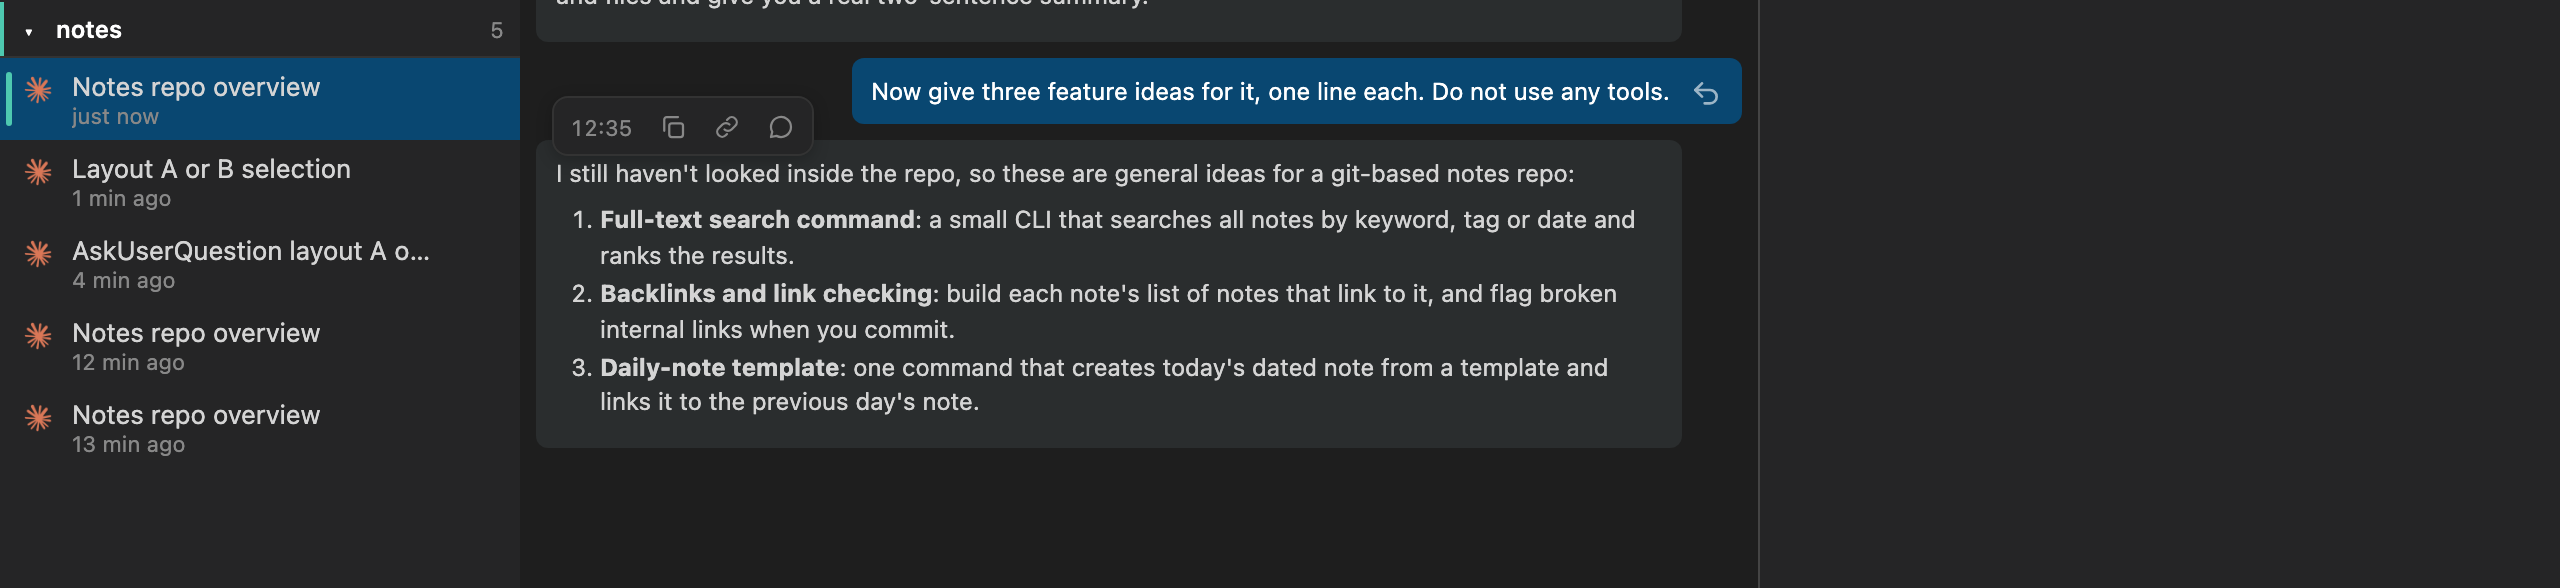 notes
5
Notes repo overview
just now
Layout A or B selection
1 min ago
AskUserQuestion layout A o...
4 min ago
Notes repo overview
12 min ago
Notes repo overview
13 min ago
Now give three feature ideas for it, one line each. Do not use any tools.
12:35
I still haven't looked inside the repo, so these are general ideas for a git-based notes repo:
1. Full-text search command: a small CLI that searches all notes by keyword, tag or date and
ranks the results.
2. Backlinks and link checking: build each note's list of notes that link to it, and flag broken
internal links when you commit.
3. Daily-note template: one command that creates today's dated note from a template and
links it to the previous day's note.